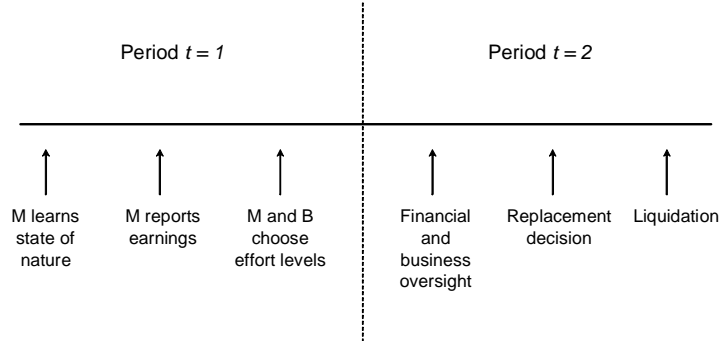 Period t = 1
Period t = 2
M learns
state of
nature
M reports
earnings
M and B
choose
effort levels
Financial
and
business
oversight
Replacement
decision
Liquidation